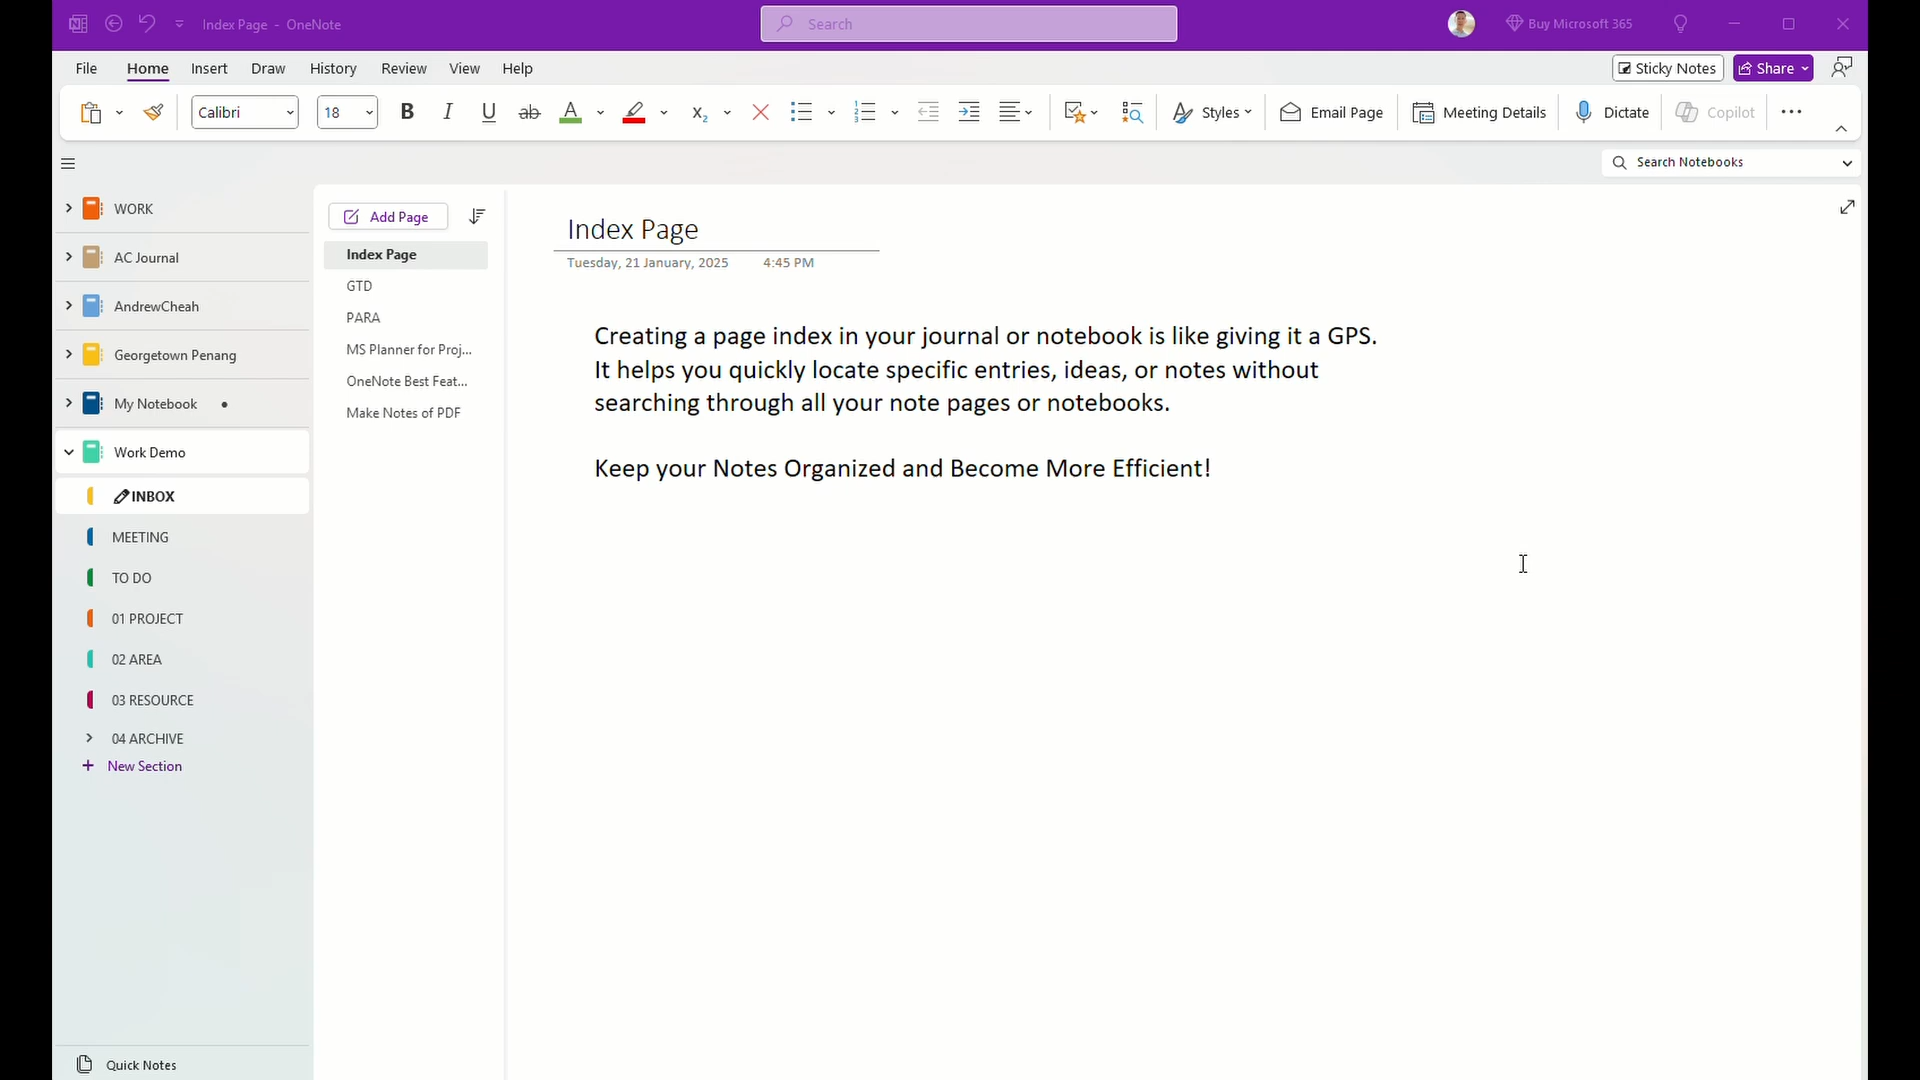 Index Page - OneNote
Search
Buy Microsoft 365
File Home Insert Draw History Review View Help
Sticky Notes Share
Calibri 18 B I U ab A x₂ Styles Email Page Meeting Details Dictate Copilot
Search Notebooks
WORK
AC Journal
AndrewCheah
Georgetown Penang
My Notebook
Work Demo
INBOX
MEETING
TO DO
01 PROJECT
02 AREA
03 RESOURCE
04 ARCHIVE
New Section
Quick Notes
Add Page
Index Page
GTD
PARA
MS Planner for Proj...
OneNote Best Feat...
Make Notes of PDF
Index Page
Tuesday, 21 January, 2025 4:45 PM
Creating a page index in your journal or notebook is like giving it a GPS.
It helps you quickly locate specific entries, ideas, or notes without
searching through all your note pages or notebooks.
Keep your Notes Organized and Become More Efficient!